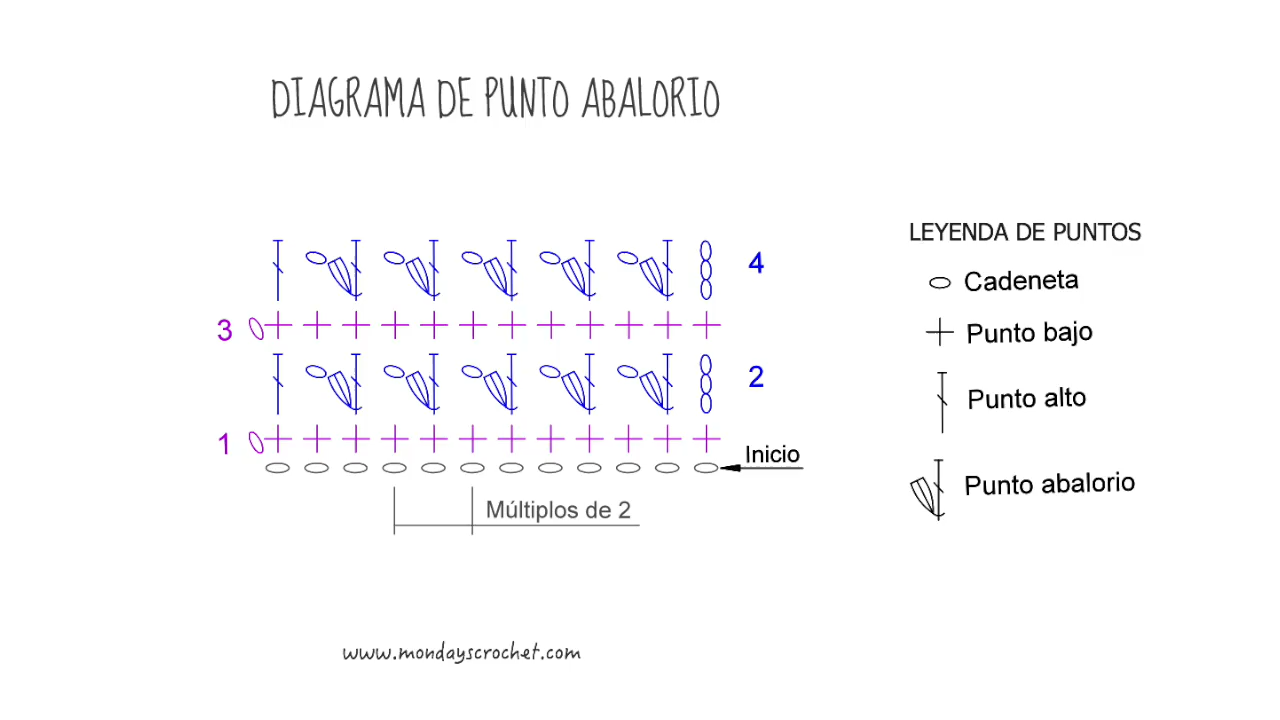 DIAGRAMA DE PUNTO ABALORIO
LEYENDA DE PUNTOS
Cadeneta
Punto bajo
Punto alto
Punto abalorio
4
3
2
1
Inicio
Múltiplos de 2
www.mondayscrochet.com